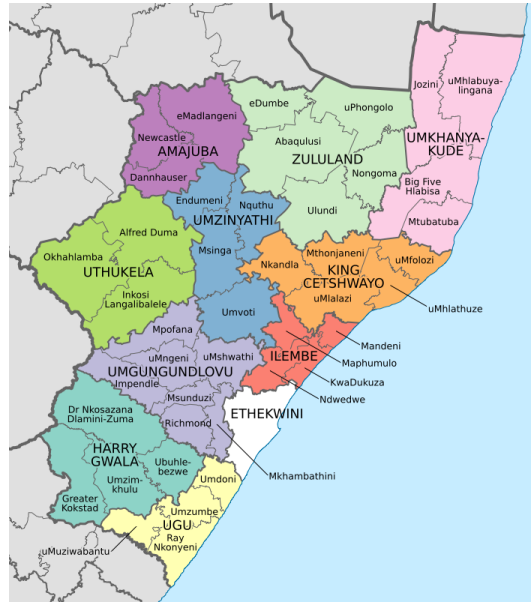 Jozini
uMhlabuya-
lingana
eDumbe
uPhongolo
eMadlangeni
Newcastle
AMAJUBA
Dannhauser
Abaqulusi
ZULULAND
Nongoma
UMKHANYA-
KUDE
Big Five
Hlabisa
Mtubatuba
Endumeni
Nquthu
UMZINYATHI
Ulundi
Alfred Duma
Okhahlamba
UTHUKELA
Msinga
Inkosi
Langalibalele
Nkandla
Mthonjaneni
uMfolozi
KING
CETSHWAYO
uMlalazi
uMhlathuze
Umvoti
Mpofana
Mandeni
uMngeni
uMshwathi
ILEMBE
Maphumulo
UMGUNGUNDLOVU
Impendle
KwaDukuza
Msunduzi
Ndwedwe
Dr Nkosazana
Dlamini-Zuma
ETHEKWINI
Richmond
HARRY
GWALA
Ubuhle-
bezwe
Mkhambathini
Umzim-
khulu
Umdoni
Greater
Kokstad
Umzumbe
UGU
Ray
Nkonyeni
uMuziwabantu